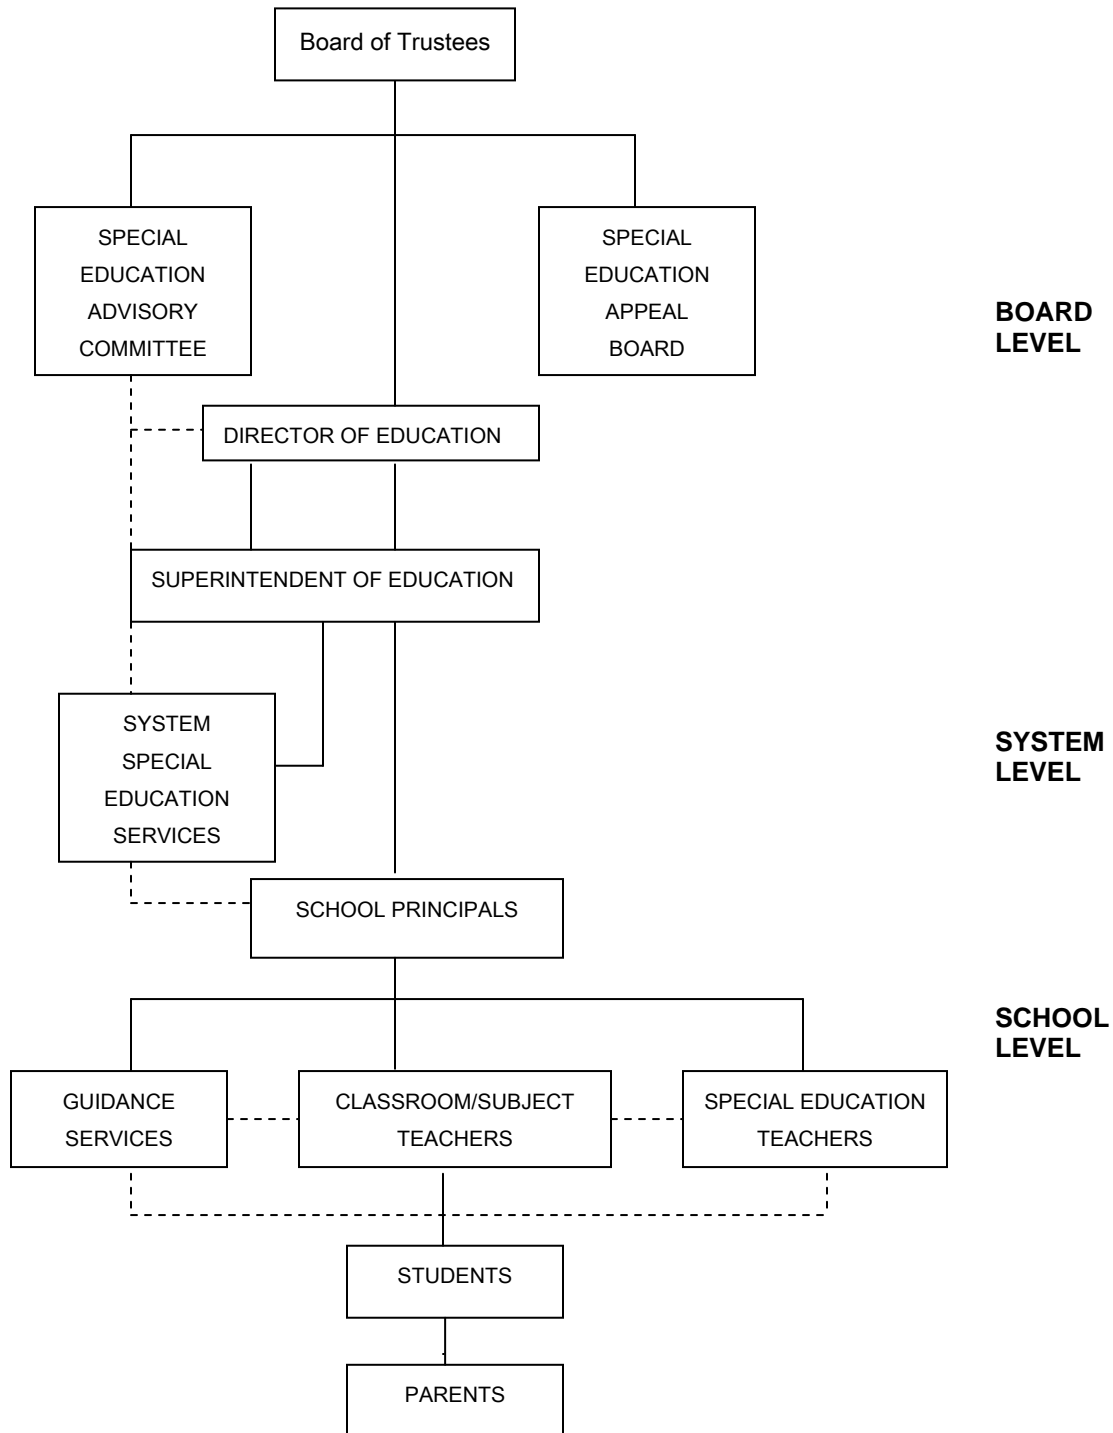 Board of Trustees
SPECIAL
EDUCATION
ADVISORY
COMMITTEE
SPECIAL
EDUCATION
APPEAL
BOARD
BOARD
LEVEL
DIRECTOR OF EDUCATION
SUPERINTENDENT OF EDUCATION
SYSTEM
SPECIAL
EDUCATION
SERVICES
SYSTEM
LEVEL
SCHOOL PRINCIPALS
SCHOOL
LEVEL
GUIDANCE
SERVICES
CLASSROOM/SUBJECT
TEACHERS
SPECIAL EDUCATION
TEACHERS
STUDENTS
PARENTS